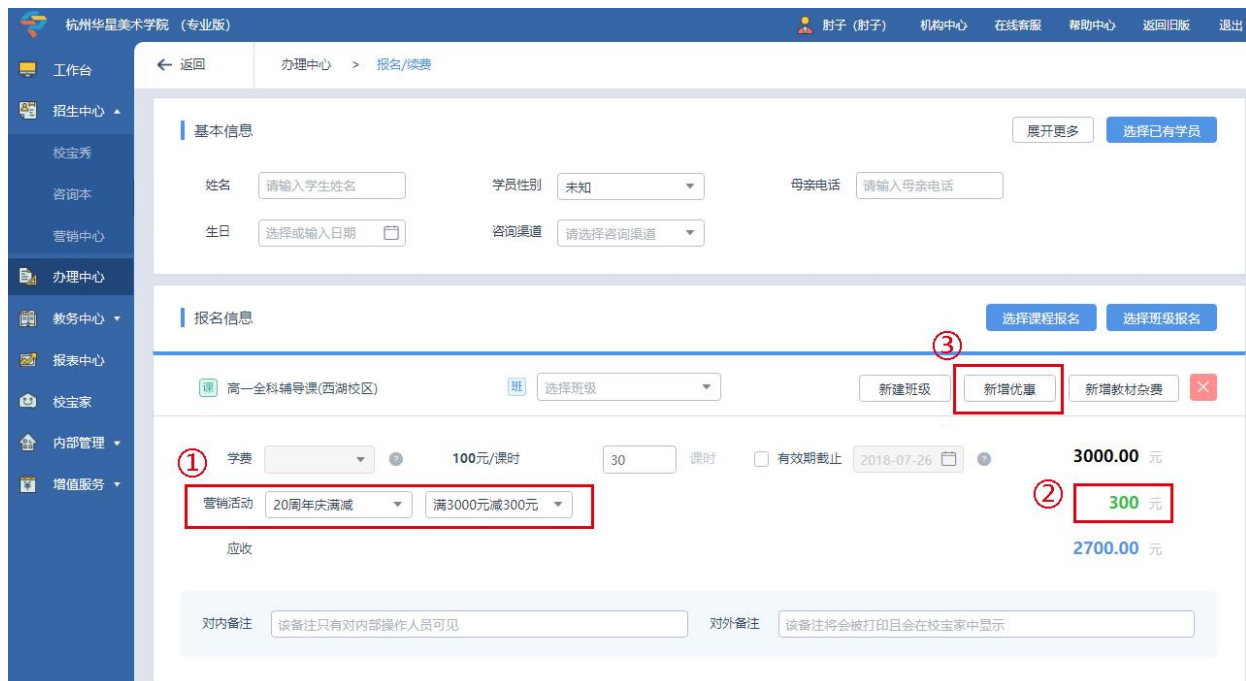 杭州华星美术学院 (专业版) 肘子 (肘子) 机构中心 在线客服 帮助中心 返回旧版 退出
工作台
招生中心
校宝秀
咨询本
营销中心
办理中心
教务中心
报表中心
校宝家
内部管理
增值服务
返回 办理中心 > 报名/续费
基本信息 展开更多 选择已有学员
姓名 请输入学生姓名 学员性别 未知 母亲电话 请输入母亲电话
生日 选择或输入日期 咨询渠道 请选择咨询渠道
报名信息 选择课程报名 选择班级报名
③
课 高一全科辅导课(西湖校区) 班 选择班级 新建班级 新增优惠 新增教材杂费
① 学费 ? 100元/课时 30 课时 有效期截止 2018-07-26 ? 3000.00 元
营销活动 20周年庆满减 满3000元减300元 ② 300 元
应收 2700.00 元
对内备注 该备注只有对内部操作人员可见 对外备注 该备注将会被打印且会在校宝家中显示